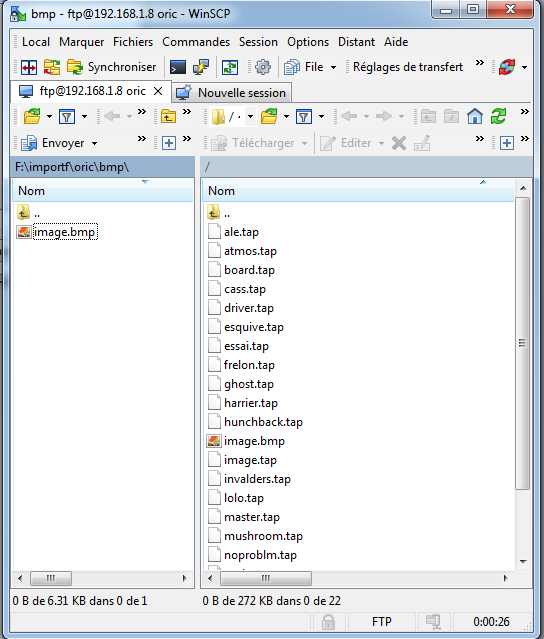 bmp - ftp@192.168.1.8 oric - WinSCP
Local Marquer Fichiers Commandes Session Options Distant Aide
Synchroniser File Réglages de transfert
ftp@192.168.1.8 oric Nouvelle session
/
Envoyer Télécharger Editer
F:\importf\oric\bmp\ /
Nom Nom
.. ..
image.bmp ale.tap
atmos.tap
board.tap
cass.tap
driver.tap
esquive.tap
essai.tap
frelon.tap
ghost.tap
harrier.tap
hunchback.tap
image.bmp
image.tap
invalders.tap
lolo.tap
master.tap
mushroom.tap
noproblm.tap
0 B de 6.31 KB dans 0 de 1 0 B de 272 KB dans 0 de 22
FTP 0:00:26